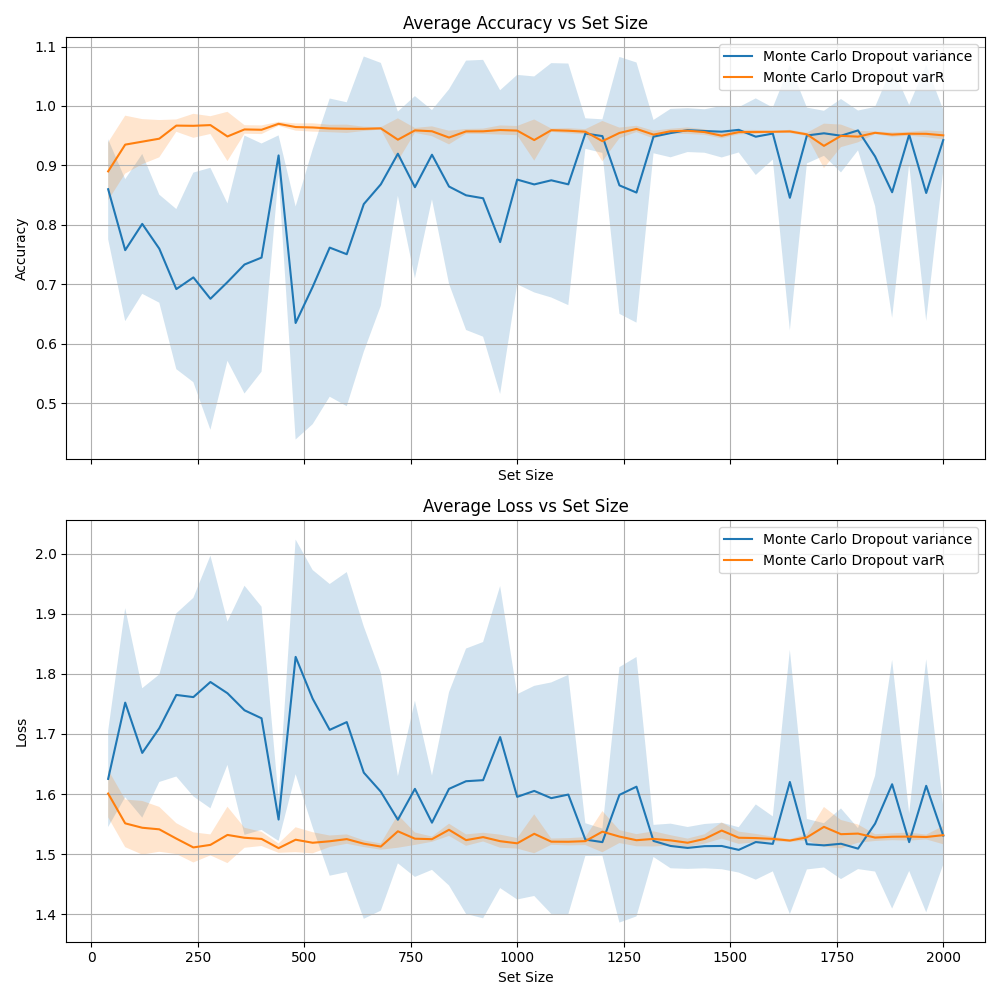 Average Accuracy vs Set Size
1.1
1.0
0.9
0.8
0.7
0.6
0.5
Accuracy
Monte Carlo Dropout variance
Monte Carlo Dropout varR
Set Size
Average Loss vs Set Size
2.0
1.9
1.8
1.7
1.6
1.5
1.4
Loss
Monte Carlo Dropout variance
Monte Carlo Dropout varR
0 250 500 750 1000 1250 1500 1750 2000
Set Size